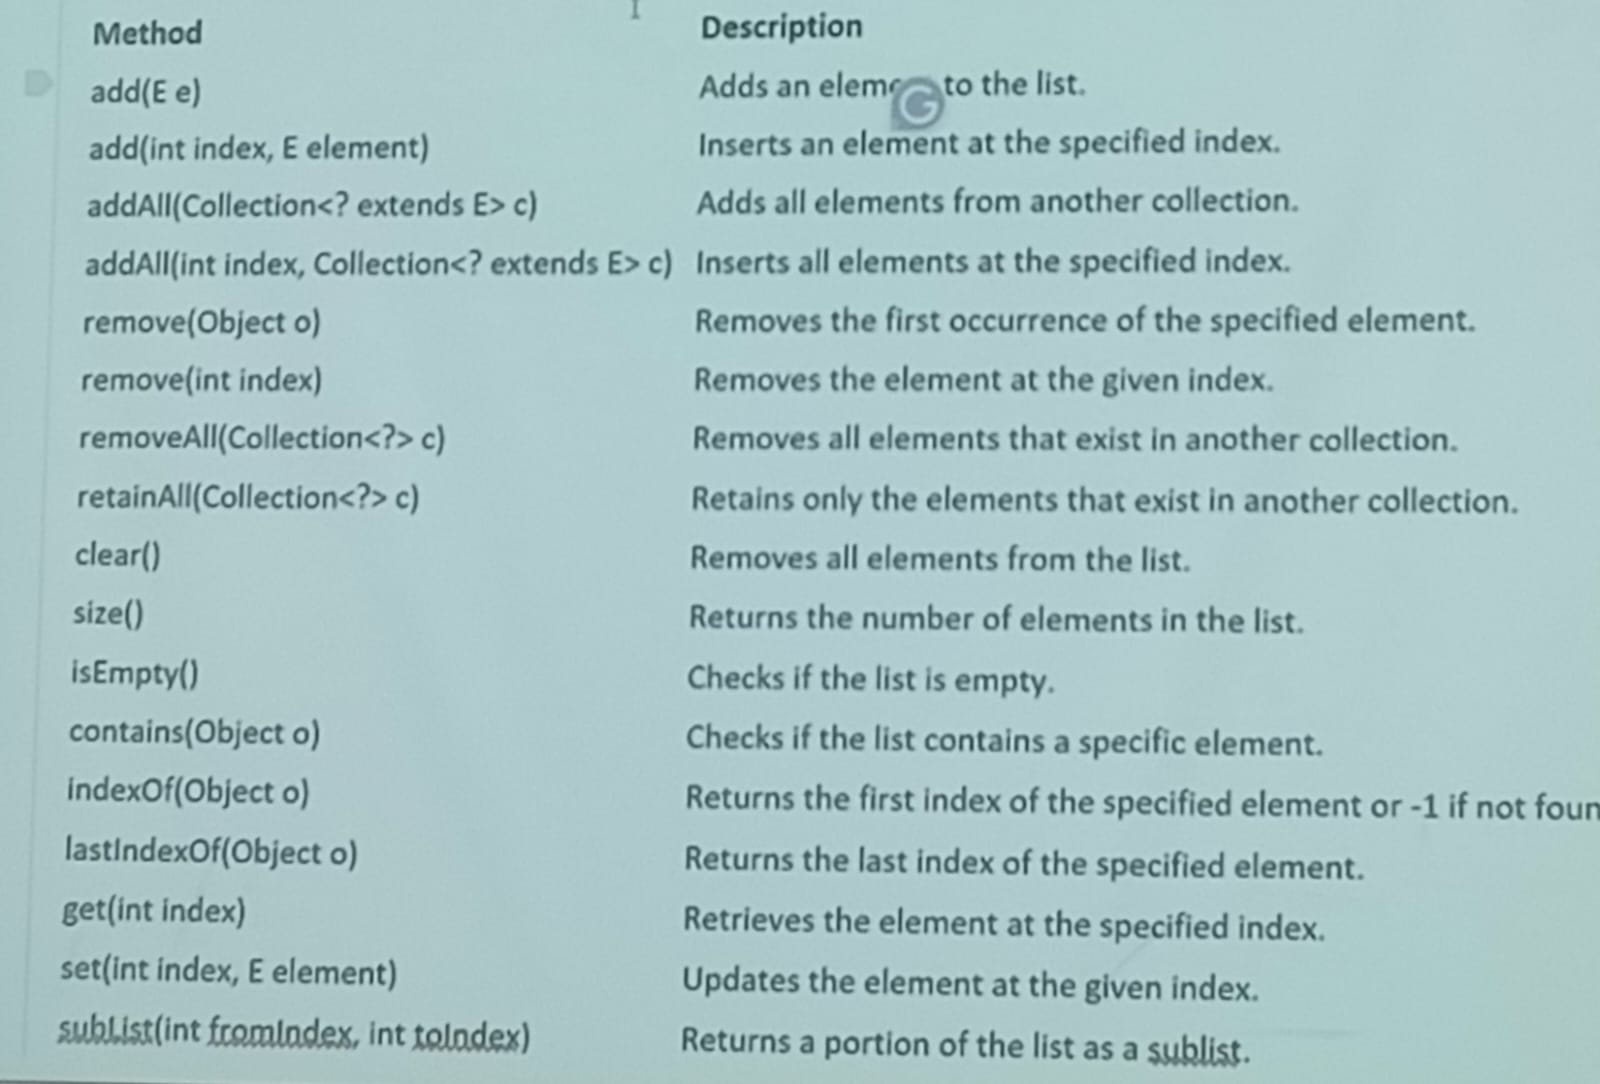 Method Description
add(E e) Adds an elem to the list.
add(int index, E element) Inserts an element at the specified index.
addAll(Collection<? extends E> c) Adds all elements from another collection.
addAll(int index, Collection<? extends E> c) Inserts all elements at the specified index.
remove(Object o) Removes the first occurrence of the specified element.
remove(int index) Removes the element at the given index.
removeAll(Collection<?> c) Removes all elements that exist in another collection.
retainAll(Collection<?> c) Retains only the elements that exist in another collection.
clear() Removes all elements from the list.
size() Returns the number of elements in the list.
isEmpty() Checks if the list is empty.
contains(Object o) Checks if the list contains a specific element.
indexOf(Object o) Returns the first index of the specified element or -1 if not foun
lastIndexOf(Object o) Returns the last index of the specified element.
get(int index) Retrieves the element at the specified index.
set(int index, E element) Updates the element at the given index.
subList(int fromIndex, int toIndex) Returns a portion of the list as a sublist.